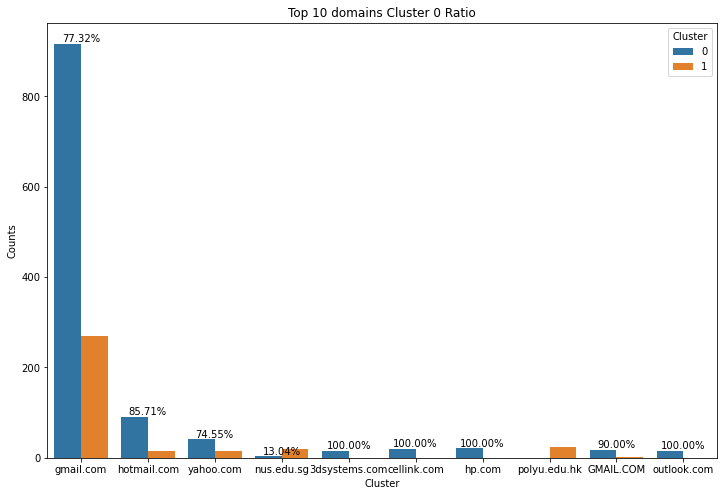 Top 10 domains Cluster 0 Ratio
Cluster
0
1
Counts
800
600
400
200
0
77.32%
85.71%
74.55%
13.04%
100.00%
100.00%
100.00%
90.00%
100.00%
gmail.com
hotmail.com
yahoo.com
nus.edu.sg
3dsystems.com
cellink.com
hp.com
polyu.edu.hk
GMAIL.COM
outlook.com
Cluster